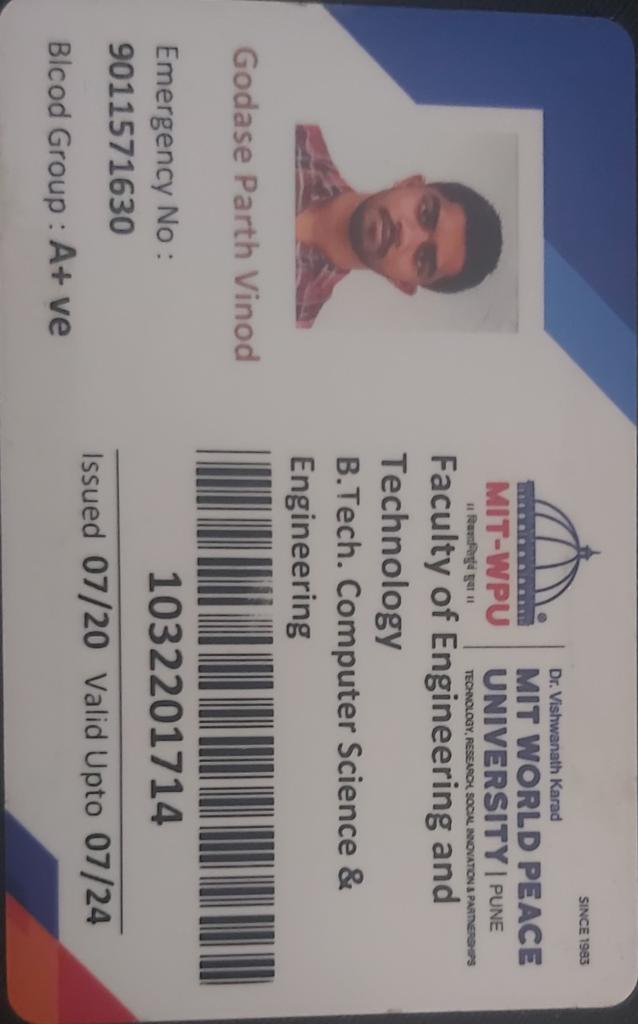 Dr. Vishwanath Karad
MIT WORLD PEACE
UNIVERSITY | PUNE
TECHNOLOGY, RESEARCH, SOCIAL INNOVATION & PARTNERSHIPS
SINCE 1983
MIT-WPU
Faculty of Engineering and
Technology
B.Tech. Computer Science &
Engineering
1032201714
Issued 07/20 Valid Upto 07/24
Godase Parth Vinod
Emergency No :
9011571630
Blood Group : A+ ve